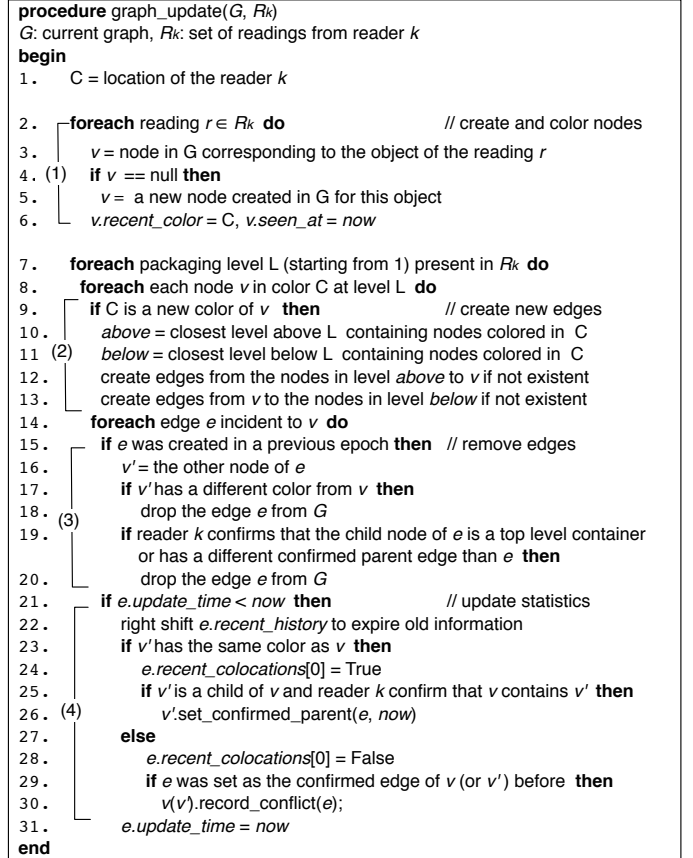 procedure graph_update(G, Rk)
G: current graph, Rk: set of readings from reader k
begin
1. C = location of the reader k
2. foreach reading r ∈ Rk do // create and color nodes
3. v = node in G corresponding to the object of the reading r
4. (1) if v == null then
5. v = a new node created in G for this object
6. v.recent_color = C, v.seen_at = now
7. foreach packaging level L (starting from 1) present in Rk do
8. foreach each node v in color C at level L do
9. if C is a new color of v then // create new edges
10. above = closest level above L containing nodes colored in C
11 (2) below = closest level below L containing nodes colored in C
12. create edges from the nodes in level above to v if not existent
13. create edges from v to the nodes in level below if not existent
14. foreach edge e incident to v do
15. if e was created in a previous epoch then // remove edges
16. v' = the other node of e
17. if v' has a different color from v then
18. drop the edge e from G
(3)
19. if reader k confirms that the child node of e is a top level container
or has a different confirmed parent edge than e then
20. drop the edge e from G
21. if e.update_time < now then // update statistics
22. right shift e.recent_history to expire old information
23. if v' has the same color as v then
24. e.recent_colocations[0] = True
25. if v' is a child of v and reader k confirm that v contains v' then
26. (4) v'.set_confirmed_parent(e, now)
27. else
28. e.recent_colocations[0] = False
29. if e was set as the confirmed edge of v (or v' ) before then
30. v(v').record_conflict(e);
31. e.update_time = now
end